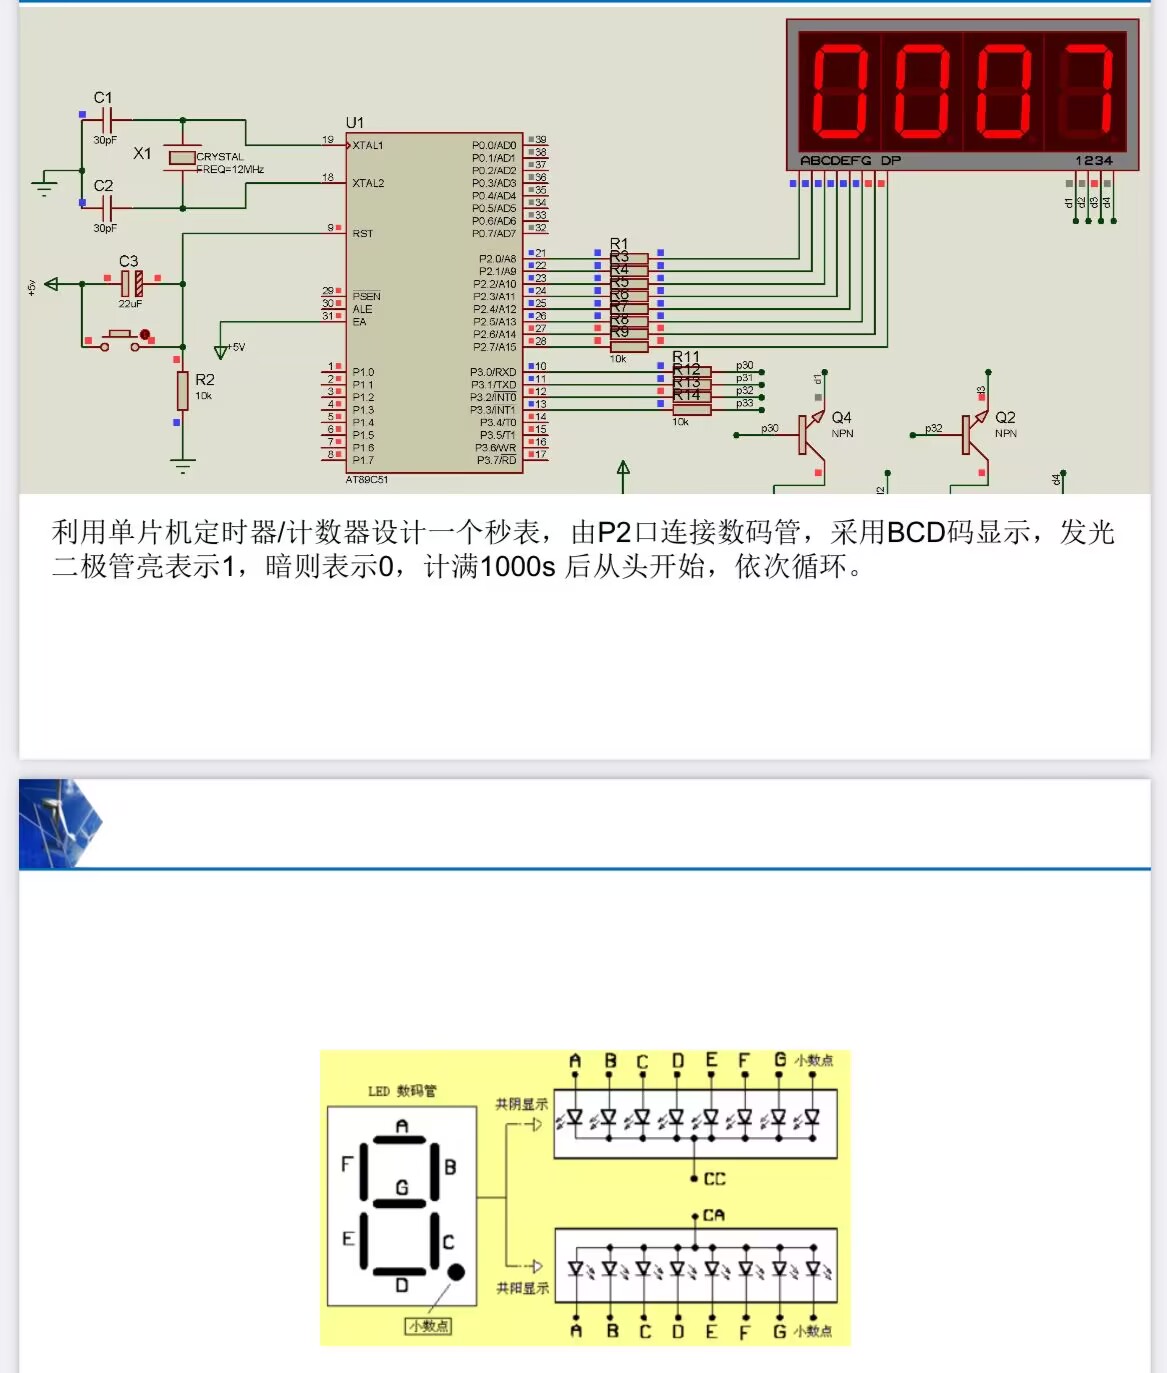 C1
30pF
X1
CRYSTAL
FREQ=12MHz
C2
30pF
C3
22uF
+5v
+5V
R2
10k
U1
19
XTAL1
18
XTAL2
9
RST
29
PSEN
30
ALE
31
EA
1
P1.0
2
P1.1
3
P1.2
4
P1.3
5
P1.4
6
P1.5
7
P1.6
8
P1.7
P0.0/AD0
39
P0.1/AD1
38
P0.2/AD2
37
P0.3/AD3
36
P0.4/AD4
35
P0.5/AD5
34
P0.6/AD6
33
P0.7/AD7
32
P2.0/A8
21
P2.1/A9
22
P2.2/A10
23
P2.3/A11
24
P2.4/A12
25
P2.5/A13
26
P2.6/A14
27
P2.7/A15
28
P3.0/RXD
10
P3.1/TXD
11
P3.2/INT0
12
P3.3/INT1
13
P3.4/T0
14
P3.5/T1
15
P3.6/WR
16
P3.7/RD
17
AT89C51
R1
R3
R4
R5
R6
R7
R8
R9
10k
R11
R12
R13
R14
10k
p30
p31
p32
p33
0007
ABCDEFG DP
1234
d1
d2
d3
d4
d1
Q4
NPN
p30
d3
Q2
NPN
p32
d4
利用单片机定时器/计数器设计一个秒表，由P2口连接数码管，采用BCD码显示，发光
二极管亮表示1，暗则表示0，计满1000s 后从头开始，依次循环。
LED 数码管
A
F
B
G
E
C
D
小数点
共阴显示
A B C D E F G 小数点
CC
CA
共阳显示
A B C D E F G 小数点